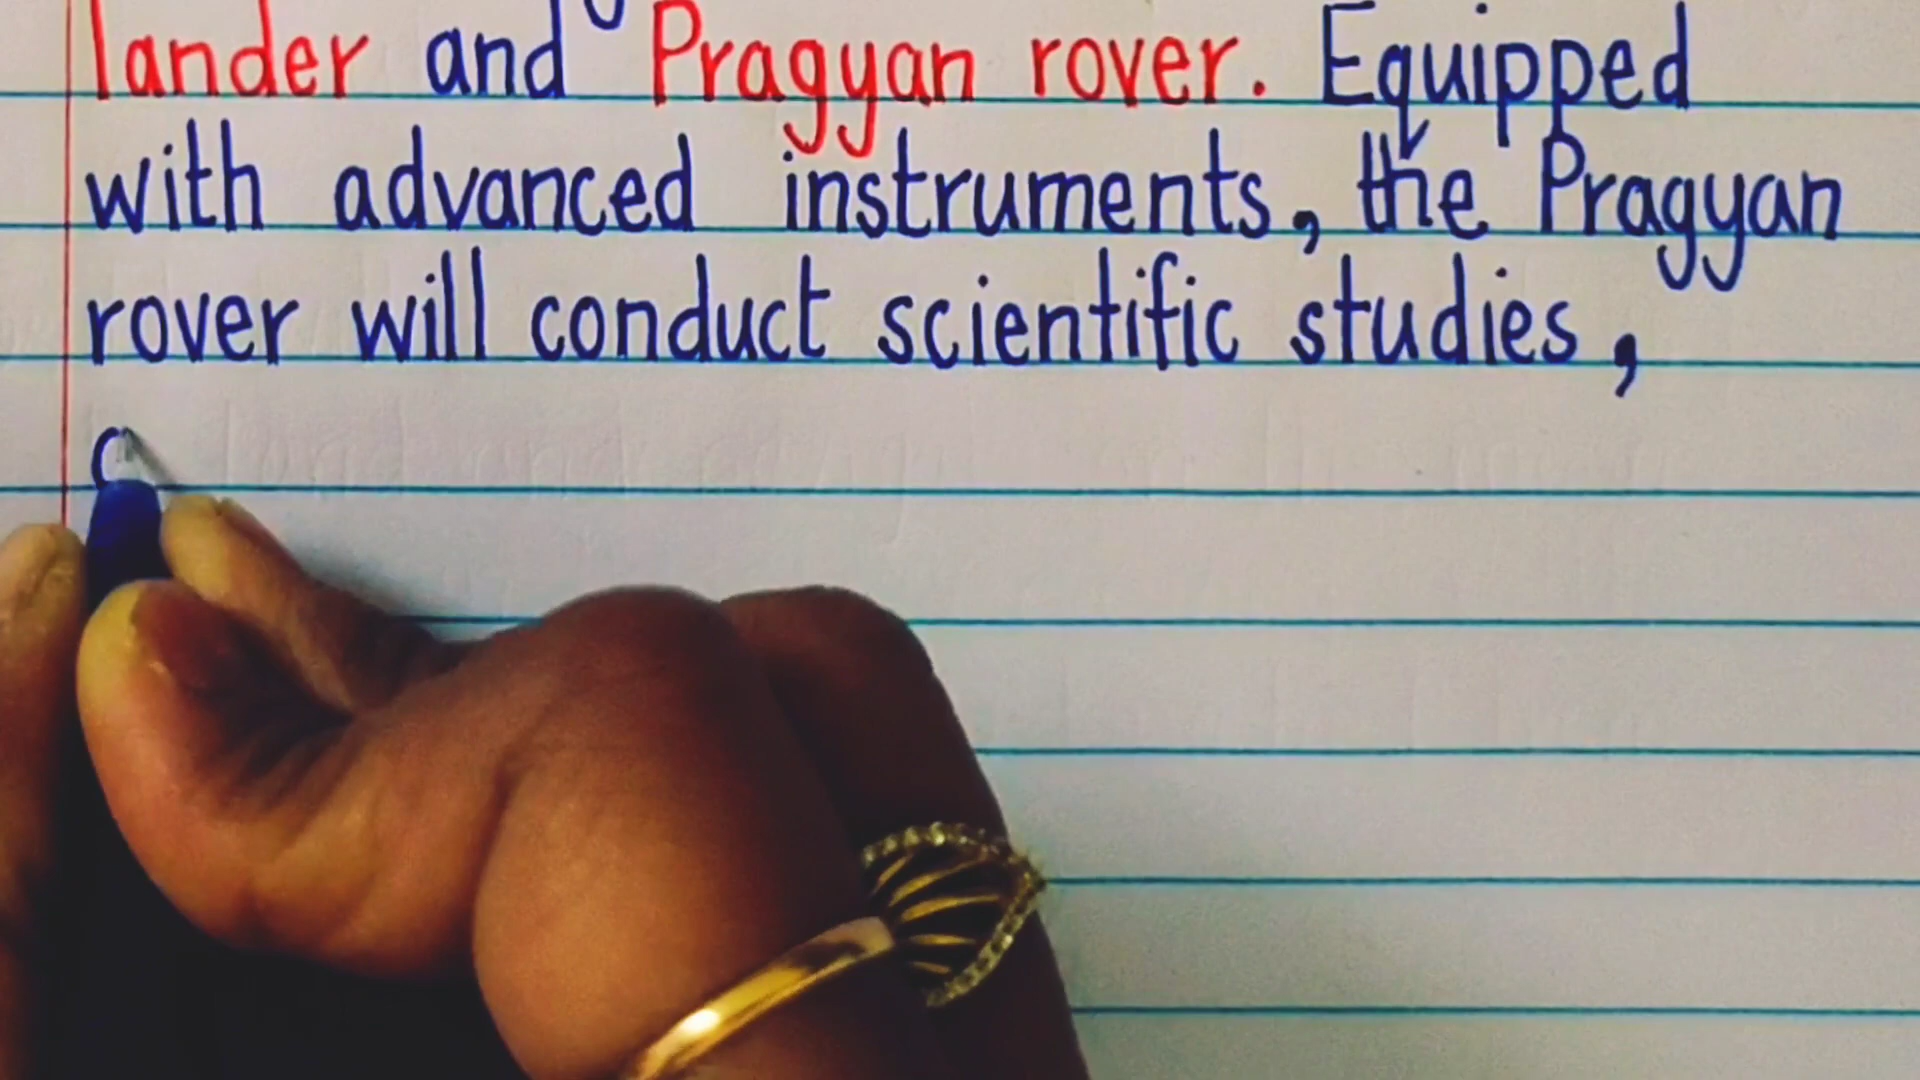 lander and Pragyan rover. Equipped
with advanced instruments, the Pragyan
rover will conduct scientific studies,